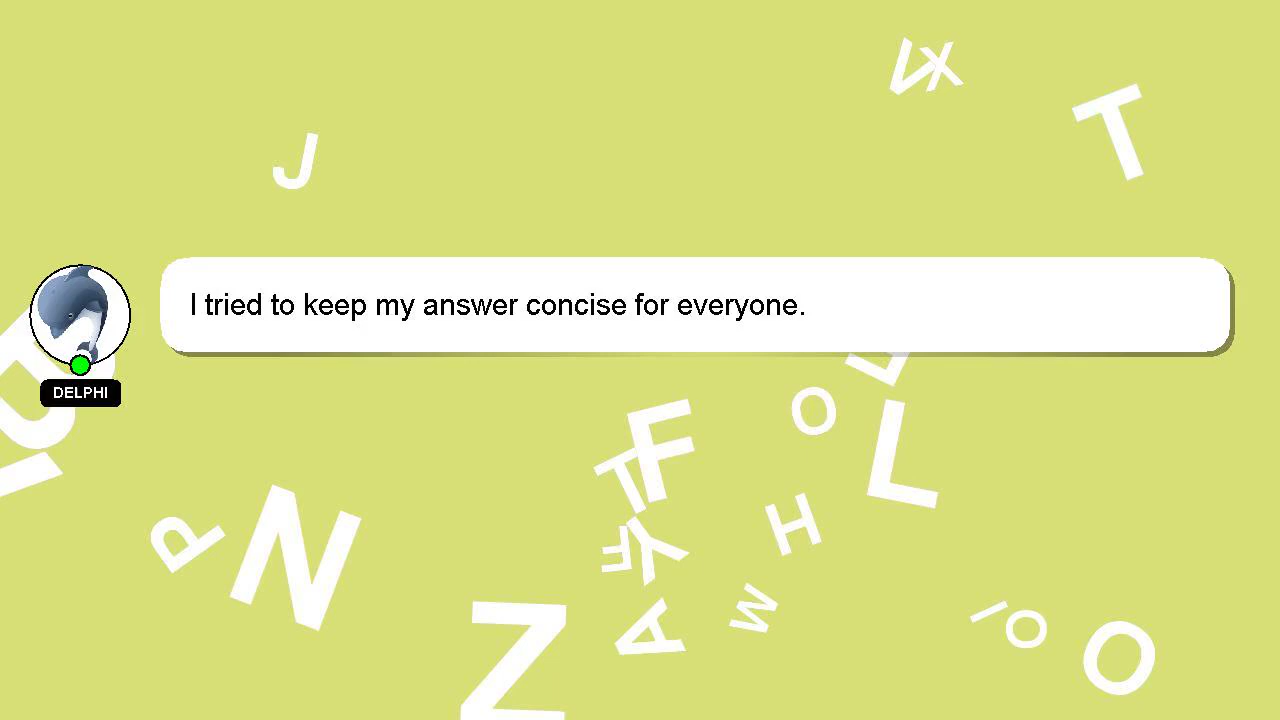 V
X
T
J
I tried to keep my answer concise for everyone.
DELPHI
L
O
F
L
T
P
N
H
Y
F
Z
A
M
I
O
O